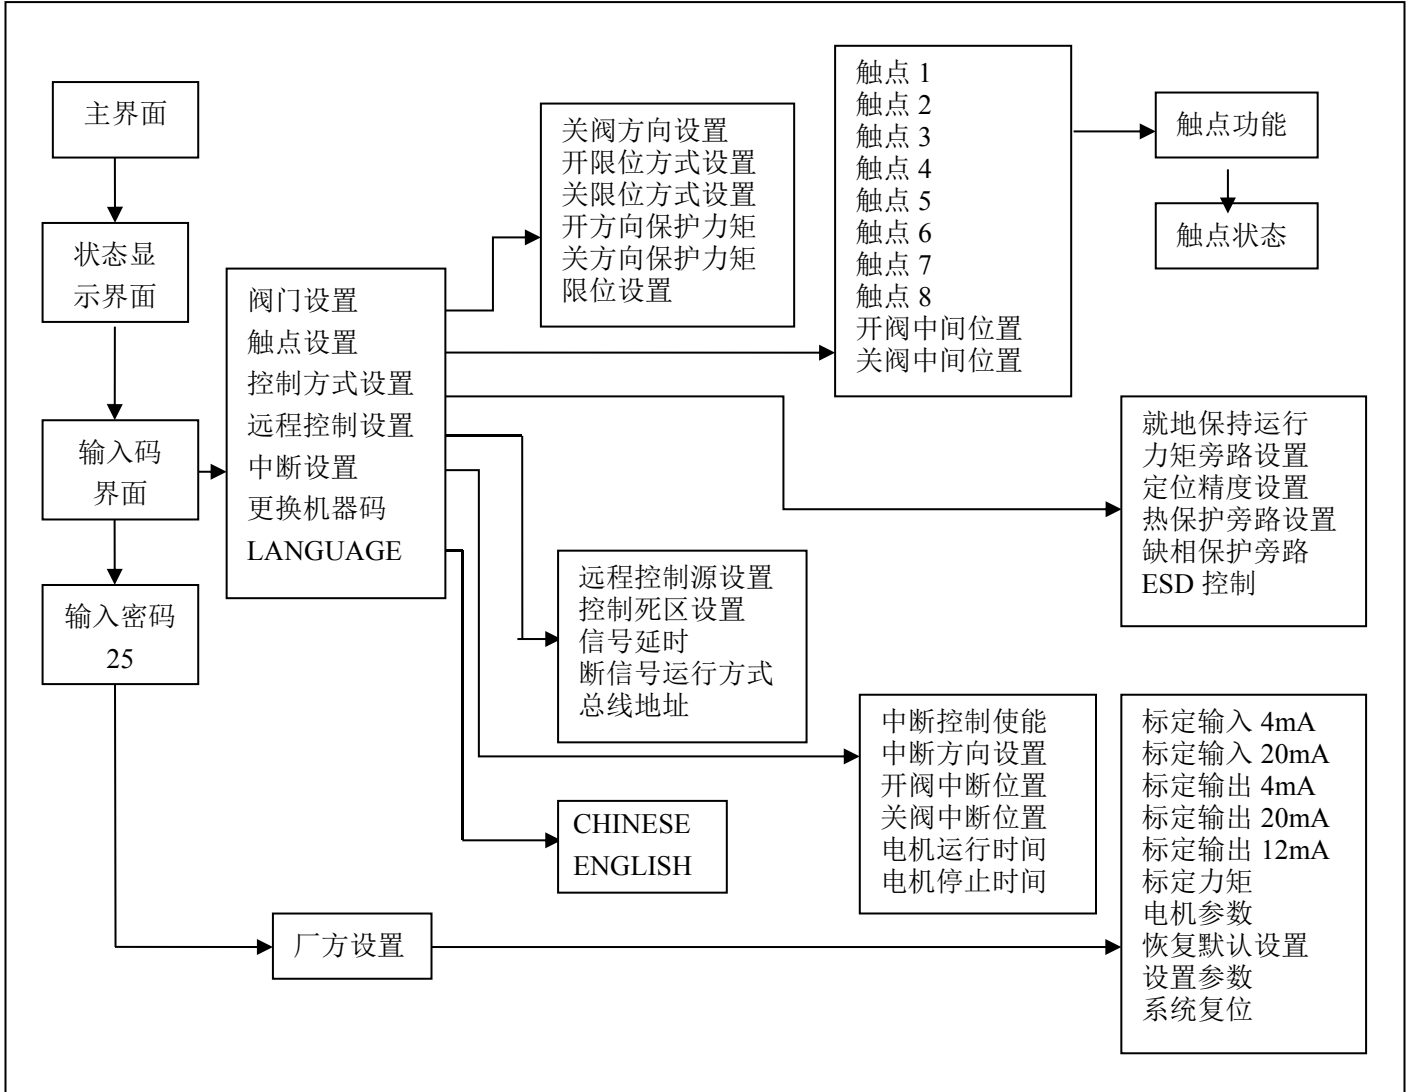 主界面
状态显
示界面
输入码
界面
输入密码
25
阀门设置
触点设置
控制方式设置
远程控制设置
中断设置
更换机器码
LANGUAGE
关阀方向设置
开限位方式设置
关限位方式设置
开方向保护力矩
关方向保护力矩
限位设置
触点 1
触点 2
触点 3
触点 4
触点 5
触点 6
触点 7
触点 8
开阀中间位置
关阀中间位置
触点功能
触点状态
就地保持运行
力矩旁路设置
定位精度设置
热保护旁路设置
缺相保护旁路
ESD 控制
远程控制源设置
控制死区设置
信号延时
断信号运行方式
总线地址
中断控制使能
中断方向设置
开阀中断位置
关阀中断位置
电机运行时间
电机停止时间
CHINESE
ENGLISH
厂方设置
标定输入 4mA
标定输入 20mA
标定输出 4mA
标定输出 20mA
标定输出 12mA
标定力矩
电机参数
恢复默认设置
设置参数
系统复位